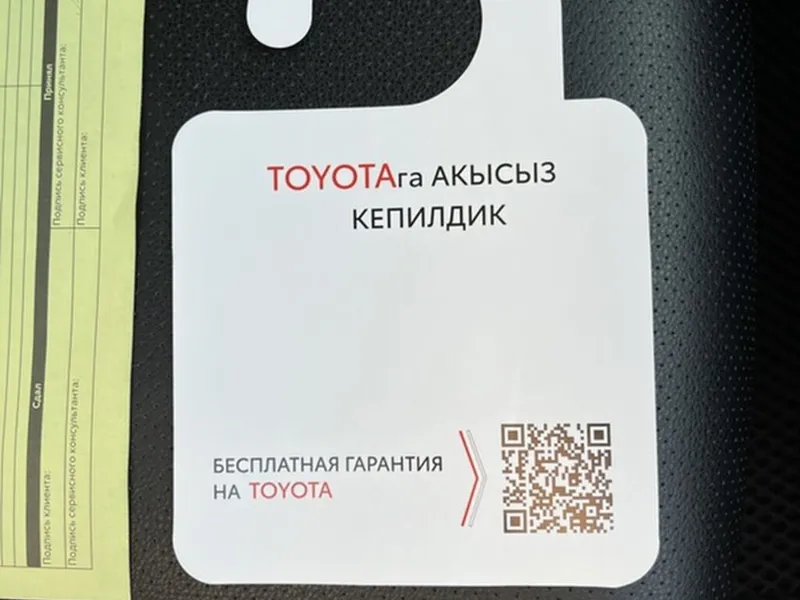 TOYOTAга АКЫСЫЗ
КЕПИЛДИК
БЕСПЛАТНАЯ ГАРАНТИЯ
НА TOYOTA
Принял
Подпись сервисного консультанта:
Подпись клиента:
Сдал
Подпись клиента:
Подпись сервисного консультанта: